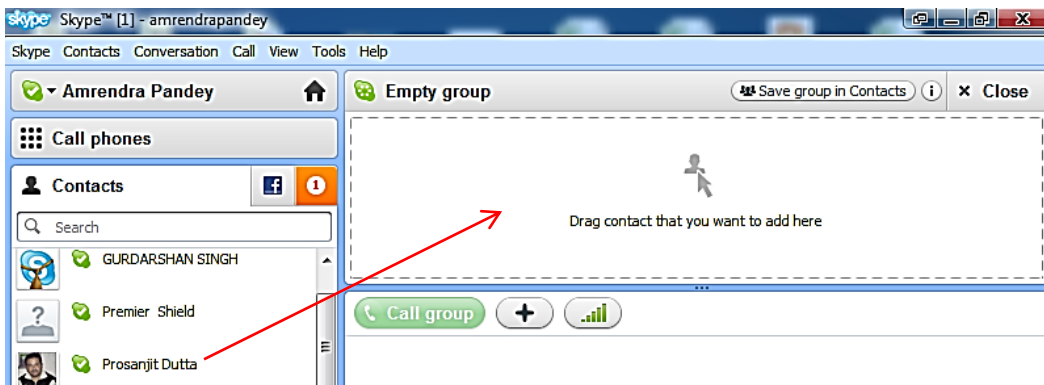 skype Skype™ [1] - amrendrapandey
Skype Contacts Conversation Call View Tools Help
Amrendra Pandey
Empty group
Save group in Contacts
i
× Close
Call phones
Contacts
f
1
Search
Drag contact that you want to add here
GURDARSHAN SINGH
?
Premier Shield
Call group
+
Prosanjit Dutta